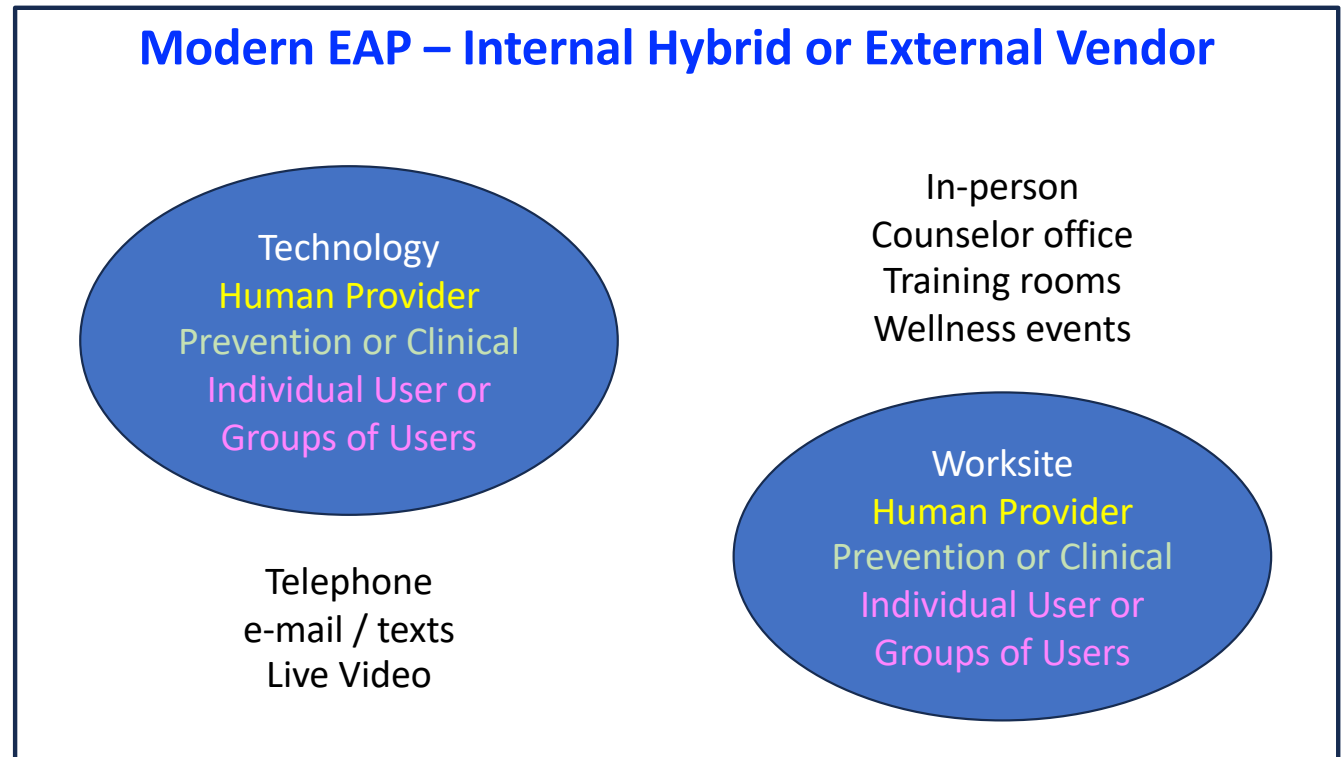 Modern EAP – Internal Hybrid or External Vendor
Technology
Human Provider
Prevention or Clinical
Individual User or
Groups of Users
Telephone
e-mail / texts
Live Video
In-person
Counselor office
Training rooms
Wellness events
Worksite
Human Provider
Prevention or Clinical
Individual User or
Groups of Users